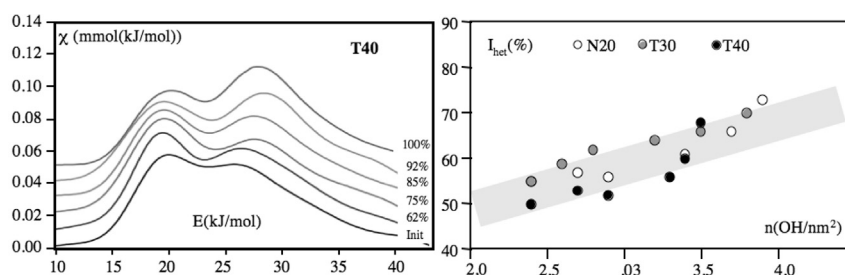 0.14
χ (mmol(kJ/mol))
T40
0.12
0.10
0.08
0.06
0.04
0.02
0.00
100%
92%
85%
75%
62%
Init
E(kJ/mol)
10 15 20 25 30 35 40
90
I_het(%) N20 T30 T40
80
70
60
50
40
n(OH/nm²)
2.0 2.5 .03 3.5 4.0